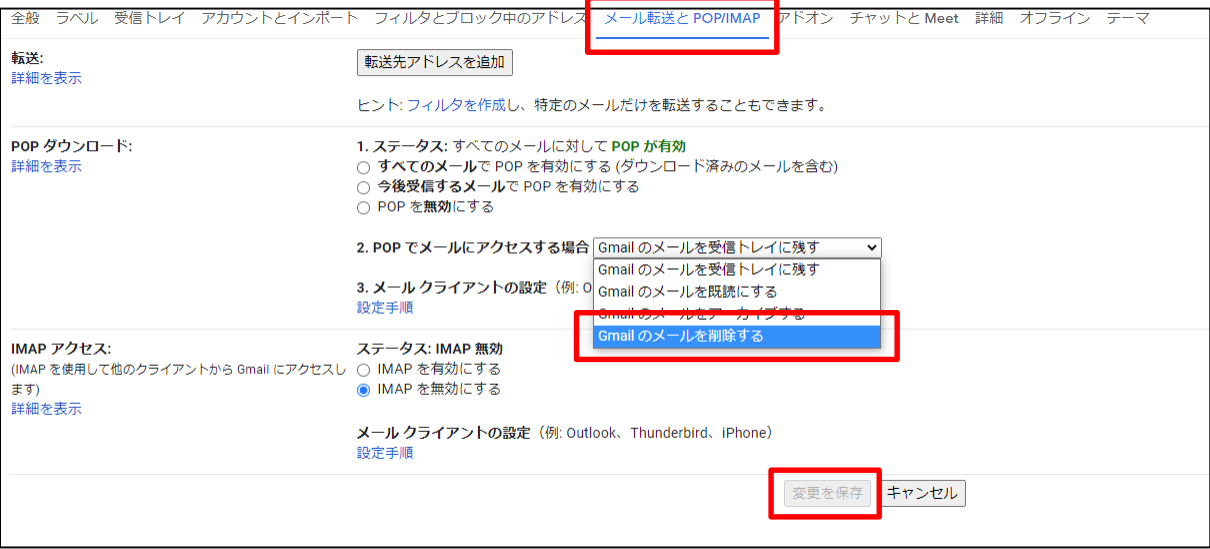 全般 ラベル 受信トレイ アカウントとインポート フィルタとブロック中のアドレス メール転送と POP/IMAP アドオン チャットと Meet 詳細 オフライン テーマ
転送:
詳細を表示
転送先アドレスを追加
ヒント: フィルタを作成し、特定のメールだけを転送することもできます。
POP ダウンロード:
詳細を表示
1. ステータス: すべてのメールに対して POP が有効
すべてのメールで POP を有効にする (ダウンロード済みのメールを含む)
今後受信するメールで POP を有効にする
POP を無効にする
2. POP でメールにアクセスする場合 Gmail のメールを受信トレイに残す
Gmail のメールを受信トレイに残す
Gmail のメールを既読にする
Gmail のメールをアーカイブする
Gmail のメールを削除する
3. メール クライアントの設定（例: O
設定手順
IMAP アクセス:
(IMAP を使用して他のクライアントから Gmail にアクセスし
ます)
詳細を表示
ステータス: IMAP 無効
IMAP を有効にする
IMAP を無効にする
メール クライアントの設定（例: Outlook、Thunderbird、iPhone）
設定手順
変更を保存 キャンセル